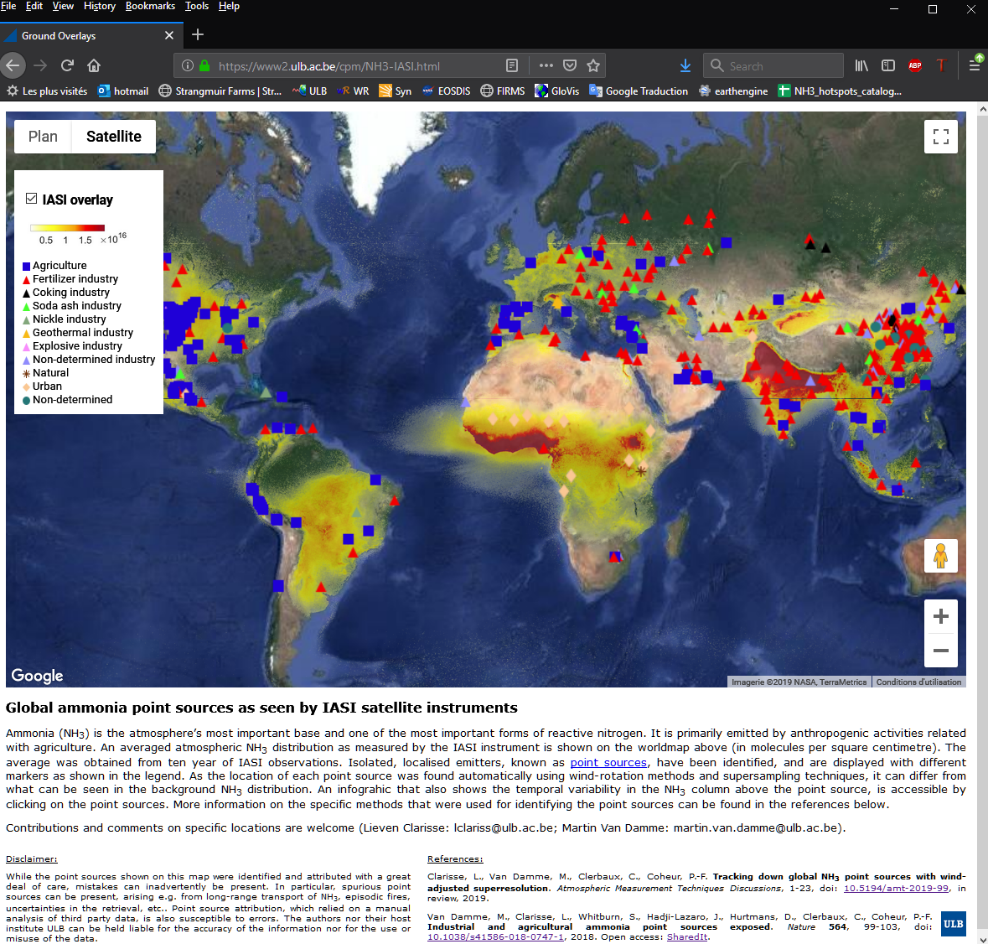 File Edit View History Bookmarks Tools Help
Ground Overlays
https://www2.ulb.ac.be/cpm/NH3-IASI.html
Search
ABP
T
Les plus visités hotmail Strangmuir Farms | Str... ULB WR Syn EOSDIS FIRMS GloVis Google Traduction earthengine NH3_hotspots_catalog...
Plan Satellite
IASI overlay
0.5 1 1.5 ×10^16
Agriculture
Fertilizer industry
Coking industry
Soda ash industry
Nickle industry
Geothermal industry
Explosive industry
Non-determined industry
Natural
Urban
Non-determined
Google
Imagerie ©2019 NASA, TerraMetrica
Conditions d'utilisation
Global ammonia point sources as seen by IASI satellite instruments
Ammonia (NH3) is the atmosphere's most important base and one of the most important forms of reactive nitrogen. It is primarily emitted by anthropogenic activities related
with agriculture. An averaged atmospheric NH3 distribution as measured by the IASI instrument is shown on the worldmap above (in molecules per square centimetre). The
average was obtained from ten year of IASI observations. Isolated, localised emitters, known as point sources, have been identified, and are displayed with different
markers as shown in the legend. As the location of each point source was found automatically using wind-rotation methods and supersampling techniques, it can differ from
what can be seen in the background NH3 distribution. An infograhic that also shows the temporal variability in the NH3 column above the point source, is accessible by
clicking on the point sources. More information on the specific methods that were used for identifying the point sources can be found in the references below.
Contributions and comments on specific locations are welcome (Lieven Clarisse: lclariss@ulb.ac.be; Martin Van Damme: martin.van.damme@ulb.ac.be).
Disclaimer:
While the point sources shown on this map were identified and attributed with a great
deal of care, mistakes can inadvertently be present. In particular, spurious point
sources can be present, arising e.g. from long-range transport of NH3, episodic fires,
uncertainties in the retrieval, etc.. Point source attribution, which relied on a manual
analysis of third party data, is also susceptible to errors. The authors nor their host
institute ULB can be held liable for the accuracy of the information nor for the use or
misuse of the data.
References:
Clarisse, L., Van Damme, M., Clerbaux, C., Coheur, P.-F. Tracking down global NH3 point sources with wind-
adjusted superresolution. Atmospheric Measurement Techniques Discussions, 1-23, doi: 10.5194/amt-2019-99, in
review, 2019.
Van Damme, M., Clarisse, L., Whitburn, S., Hadji-Lazaro, J., Hurtmans, D., Clerbaux, C., Coheur, P.-F.
Industrial and agricultural ammonia point sources exposed. Nature 564, 99-103, doi:
10.1038/s41586-018-0747-1, 2018. Open access: SharedIt.
ULB